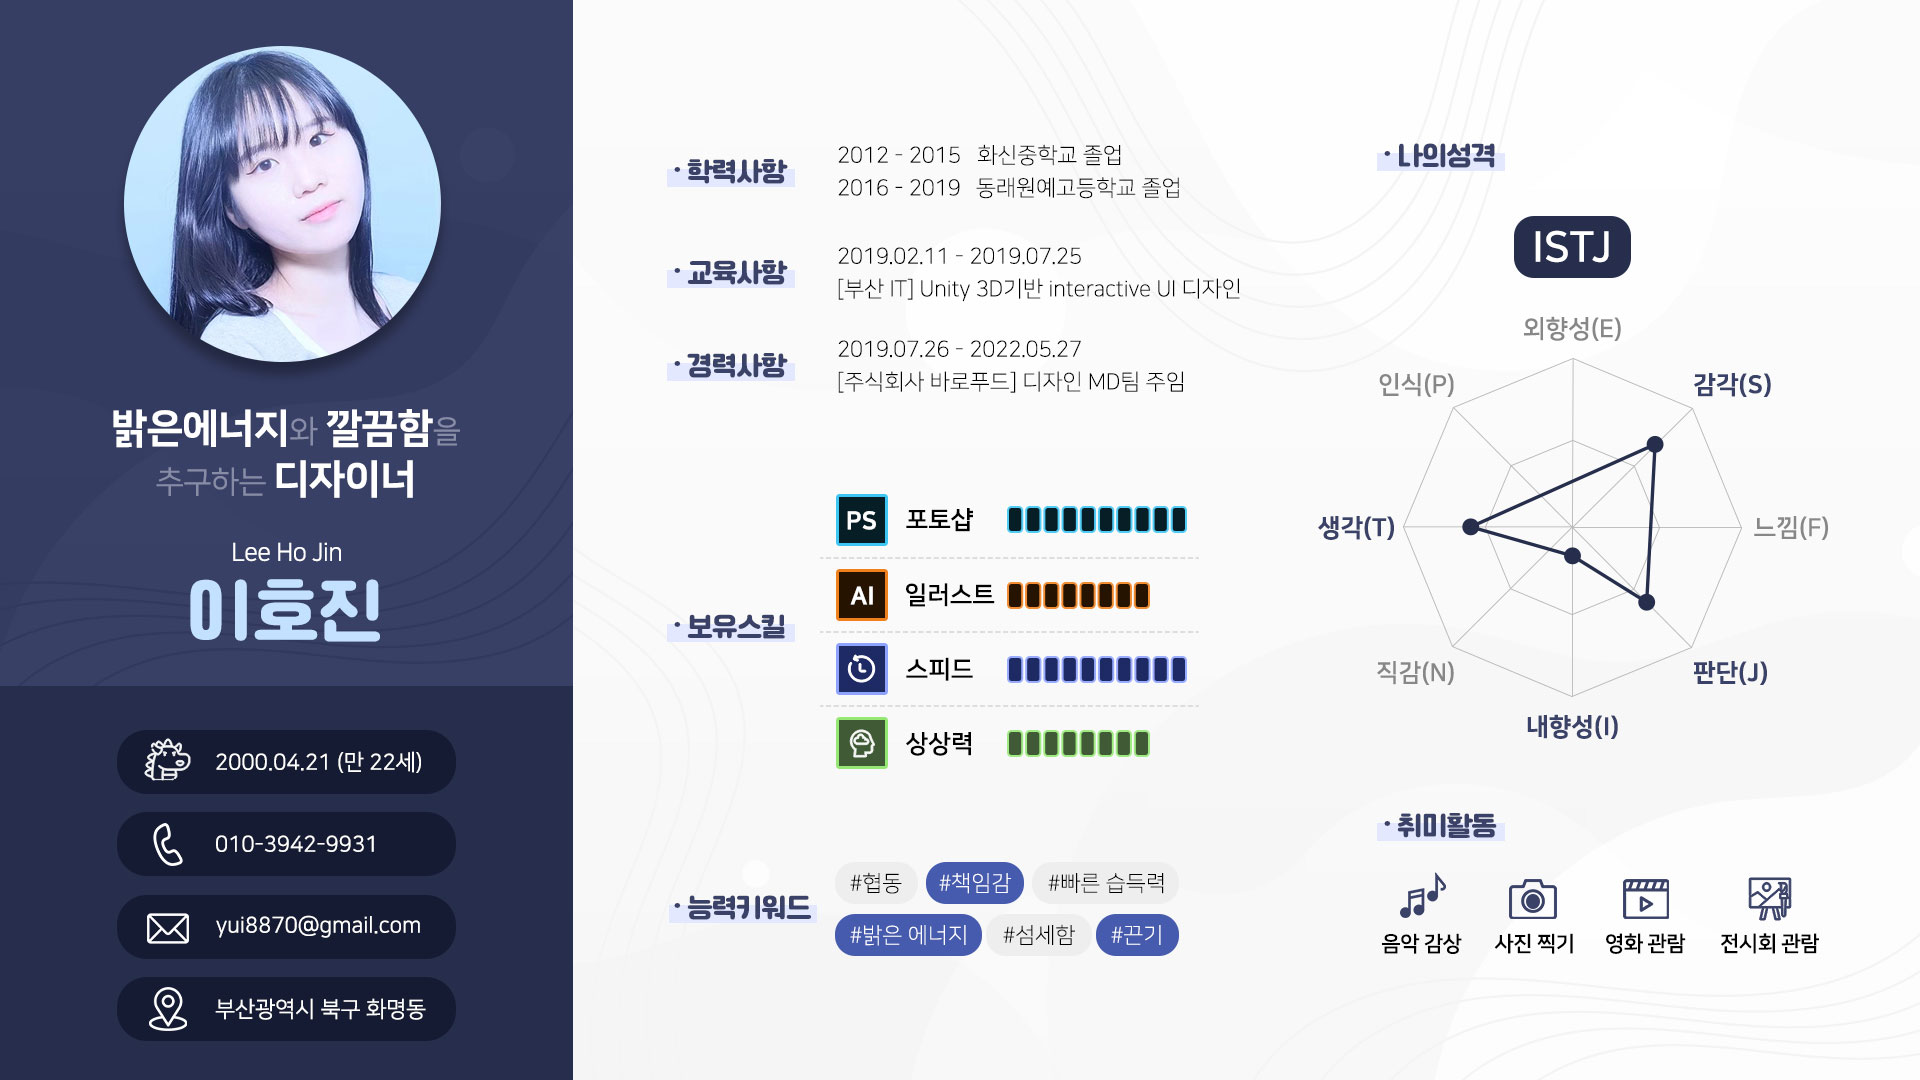 밝은에너지와 깔끔함을
추구하는 디자이너
Lee Ho Jin
이호진
2000.04.21 (만 22세)
010-3942-9931
yui8870@gmail.com
부산광역시 북구 화명동
· 학력사항
2012 - 2015 화신중학교 졸업
2016 - 2019 동래원예고등학교 졸업
· 교육사항
2019.02.11 - 2019.07.25
[부산 IT] Unity 3D기반 interactive UI 디자인
· 경력사항
2019.07.26 - 2022.05.27
[주식회사 바로푸드] 디자인 MD팀 주임
· 보유스킬
PS 포토샵
AI 일러스트
스피드
상상력
· 능력키워드
#협동 #책임감 #빠른 습득력
#밝은 에너지 #섬세함 #끈기
· 나의성격
ISTJ
외향성(E)
인식(P) 감각(S)
생각(T) 느낌(F)
직감(N) 판단(J)
내향성(I)
· 취미활동
음악 감상 사진 찍기 영화 관람 전시회 관람